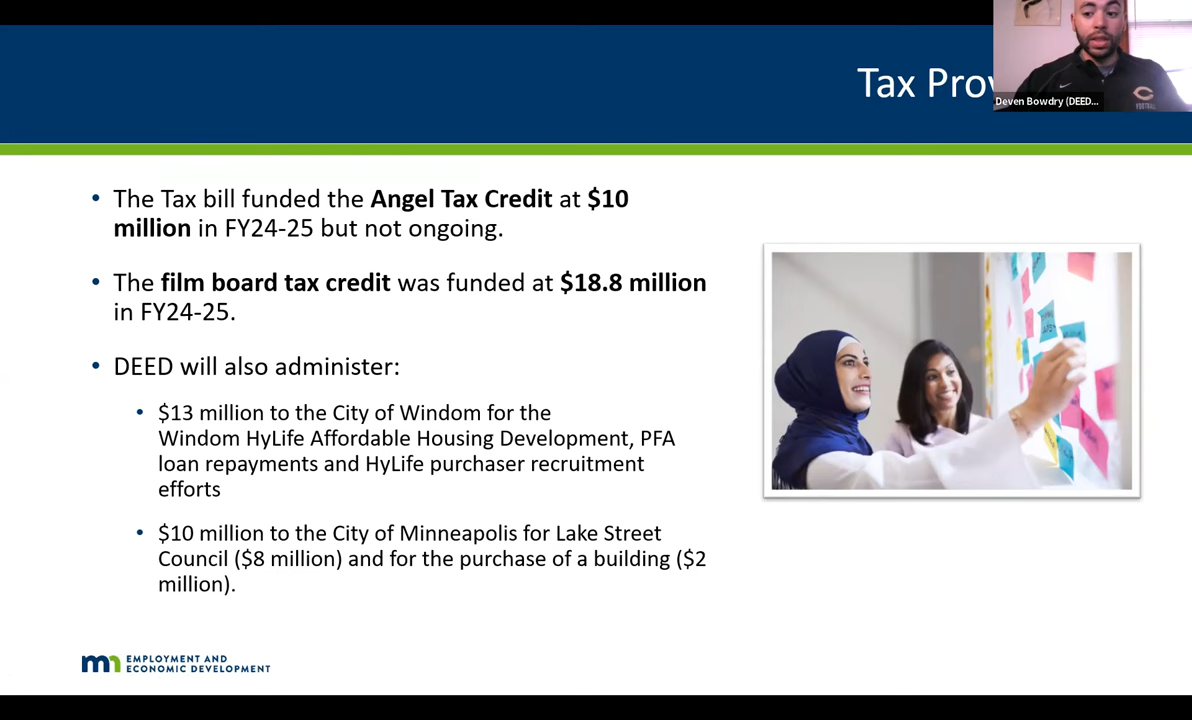 Tax Prov
Deven Bowdry (DEED...
• The Tax bill funded the Angel Tax Credit at $10
million in FY24-25 but not ongoing.
• The film board tax credit was funded at $18.8 million
in FY24-25.
• DEED will also administer:
• $13 million to the City of Windom for the
Windom HyLife Affordable Housing Development, PFA
loan repayments and HyLife purchaser recruitment
efforts
• $10 million to the City of Minneapolis for Lake Street
Council ($8 million) and for the purchase of a building ($2
million).
mn EMPLOYMENT AND
ECONOMIC DEVELOPMENT